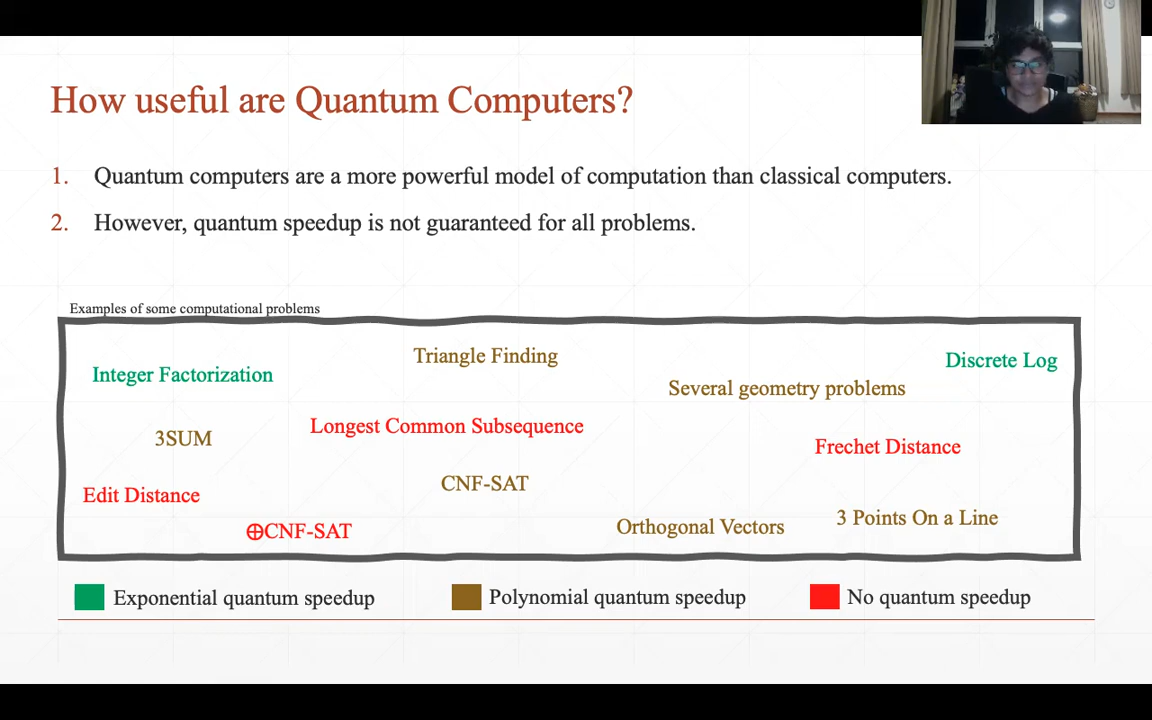 How useful are Quantum Computers?
1. Quantum computers are a more powerful model of computation than classical computers.
2. However, quantum speedup is not guaranteed for all problems.
Examples of some computational problems
Triangle Finding
Discrete Log
Integer Factorization
Several geometry problems
3SUM
Longest Common Subsequence
Frechet Distance
Edit Distance
CNF-SAT
⊕CNF-SAT
Orthogonal Vectors
3 Points On a Line
Exponential quantum speedup
Polynomial quantum speedup
No quantum speedup